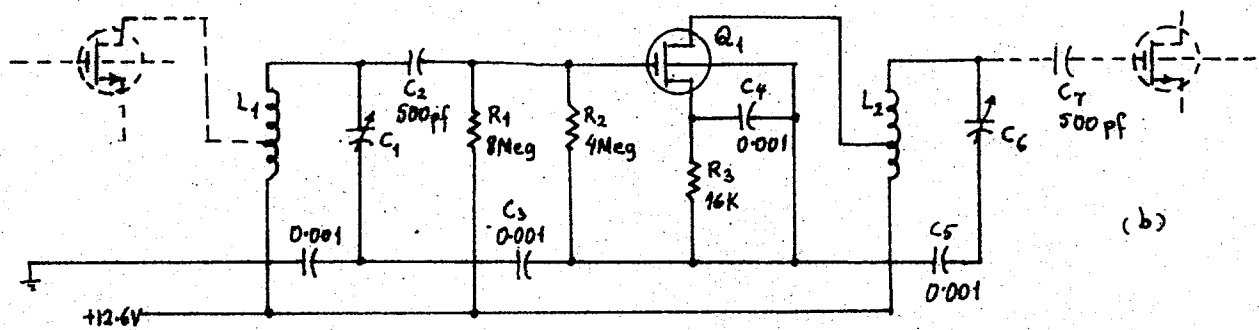 Q1
C2
500pf
L1
C1
R1
8Meg
R2
4Meg
C4
0.001
R3
16K
L2
C7
500pf
C6
(b)
0.001
C3
0.001
C5
0.001
+12.6V